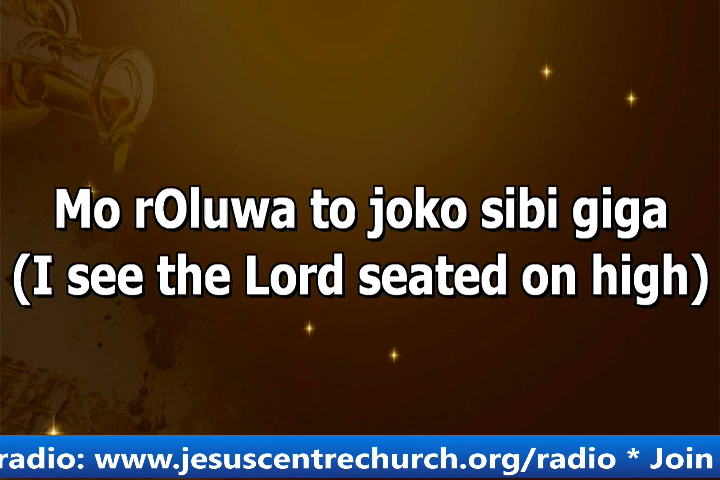 Mo rOluwa to joko sibi giga
(I see the Lord seated on high)
radio: www.jesuscentrechurch.org/radio * Join